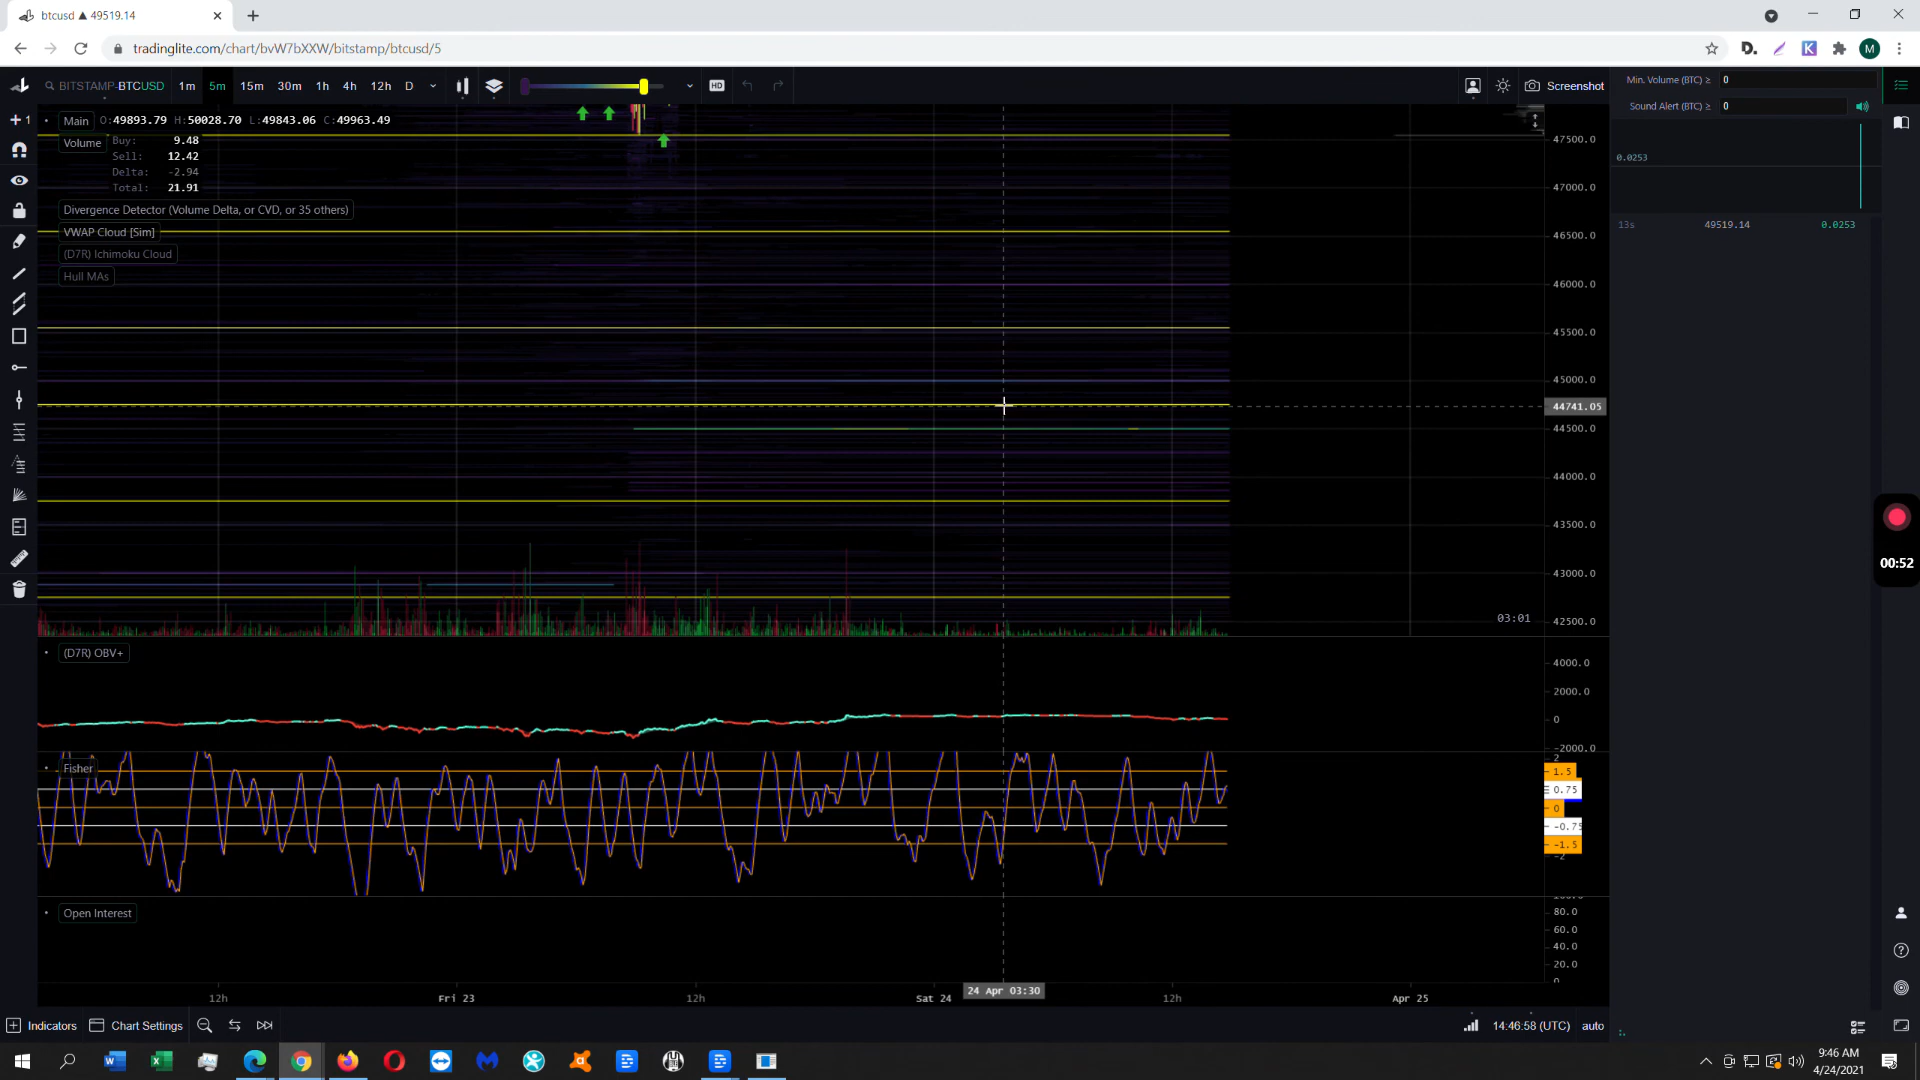 btcusd ▲ 49519.14
tradinglite.com/chart/bvW7bXXW/bitstamp/btcusd/5
D.
K
M
BITSTAMP-BTCUSD 1m 5m 15m 30m 1h 4h 12h D
HD
Screenshot
Min. Volume (BTC) ≥ 0
Sound Alert (BTC) ≥ 0
+ 1
Main O:49893.79 H:50028.70 L:49843.06 C:49963.49
Volume Buy: 9.48
Sell: 12.42
Delta: -2.94
Total: 21.91
Divergence Detector (Volume Delta, or CVD, or 35 others)
VWAP Cloud [Sim]
(D7R) Ichimoku Cloud
Hull MAs
47500.0
47000.0
46500.0
46000.0
45500.0
45000.0
44741.05
44500.0
44000.0
43500.0
43000.0
42500.0
03:01
0.0253
13s 49519.14 0.0253
00:52
(D7R) OBV+
4000.0
2000.0
0
-2000.0
Fisher
2
1.5
0.75
0
-0.75
-1.5
-2
Open Interest
80.0
60.0
40.0
20.0
0
12h Fri 23 12h Sat 24 24 Apr 03:30 12h Apr 25
Indicators Chart Settings
14:46:58 (UTC) auto
9:46 AM
4/24/2021